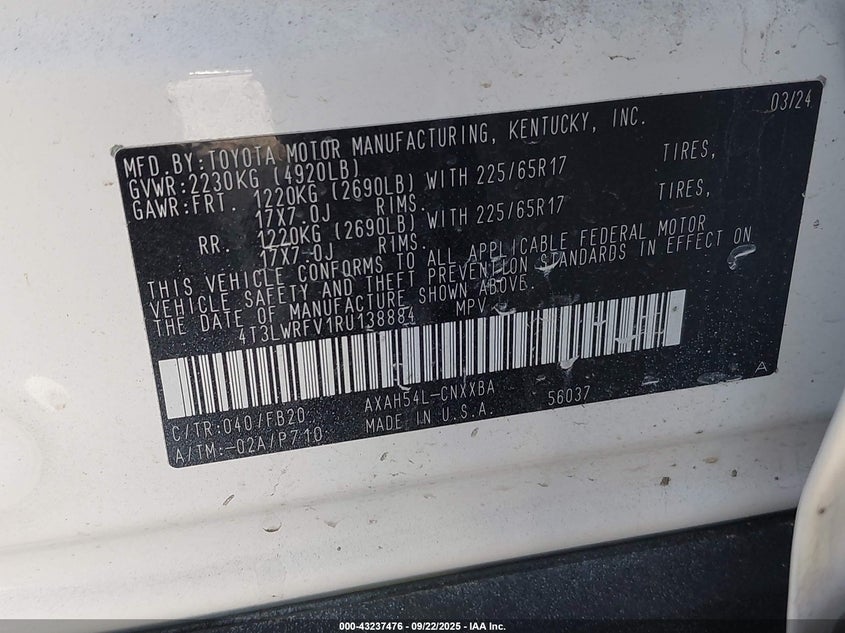 03/24
MFD.BY:TOYOTA MOTOR MANUFACTURING, KENTUCKY, INC.
GVWR:2230KG (4920LB)
GAWR:FRT. 1220KG (2690LB) WITH 225/65R17 TIRES,
17X7.0J RIMS.
RR. 1220KG (2690LB) WITH 225/65R17 TIRES,
17X7.0J RIMS.
THIS VEHICLE CONFORMS TO ALL APPLICABLE FEDERAL MOTOR
VEHICLE SAFETY AND THEFT PREVENTION STANDARDS IN EFFECT ON
THE DATE OF MANUFACTURE SHOWN ABOVE.
4T3LWRFV1RU138884 MPV
C/TR:040/FB20 AXAH54L-CNXXBA A
A/TM:-02A/P710 MADE IN U.S.A. 56037
000-43237476 - 09/22/2025 - IAA Inc.